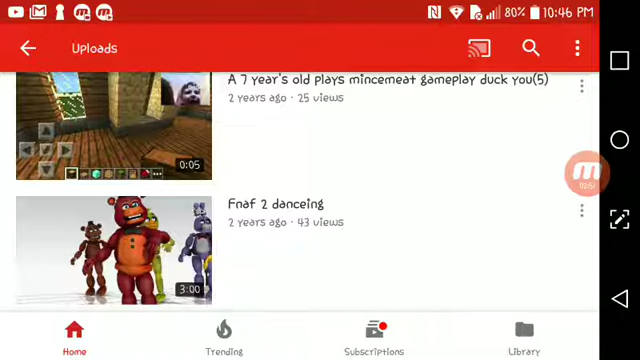 80% 10:46 PM
Uploads
A 7 year's old plays mincemeat gameplay duck you(5)
2 years ago · 25 views
0:05
Fnaf 2 danceing
2 years ago · 43 views
3:00
Home
Trending
Subscriptions
Library